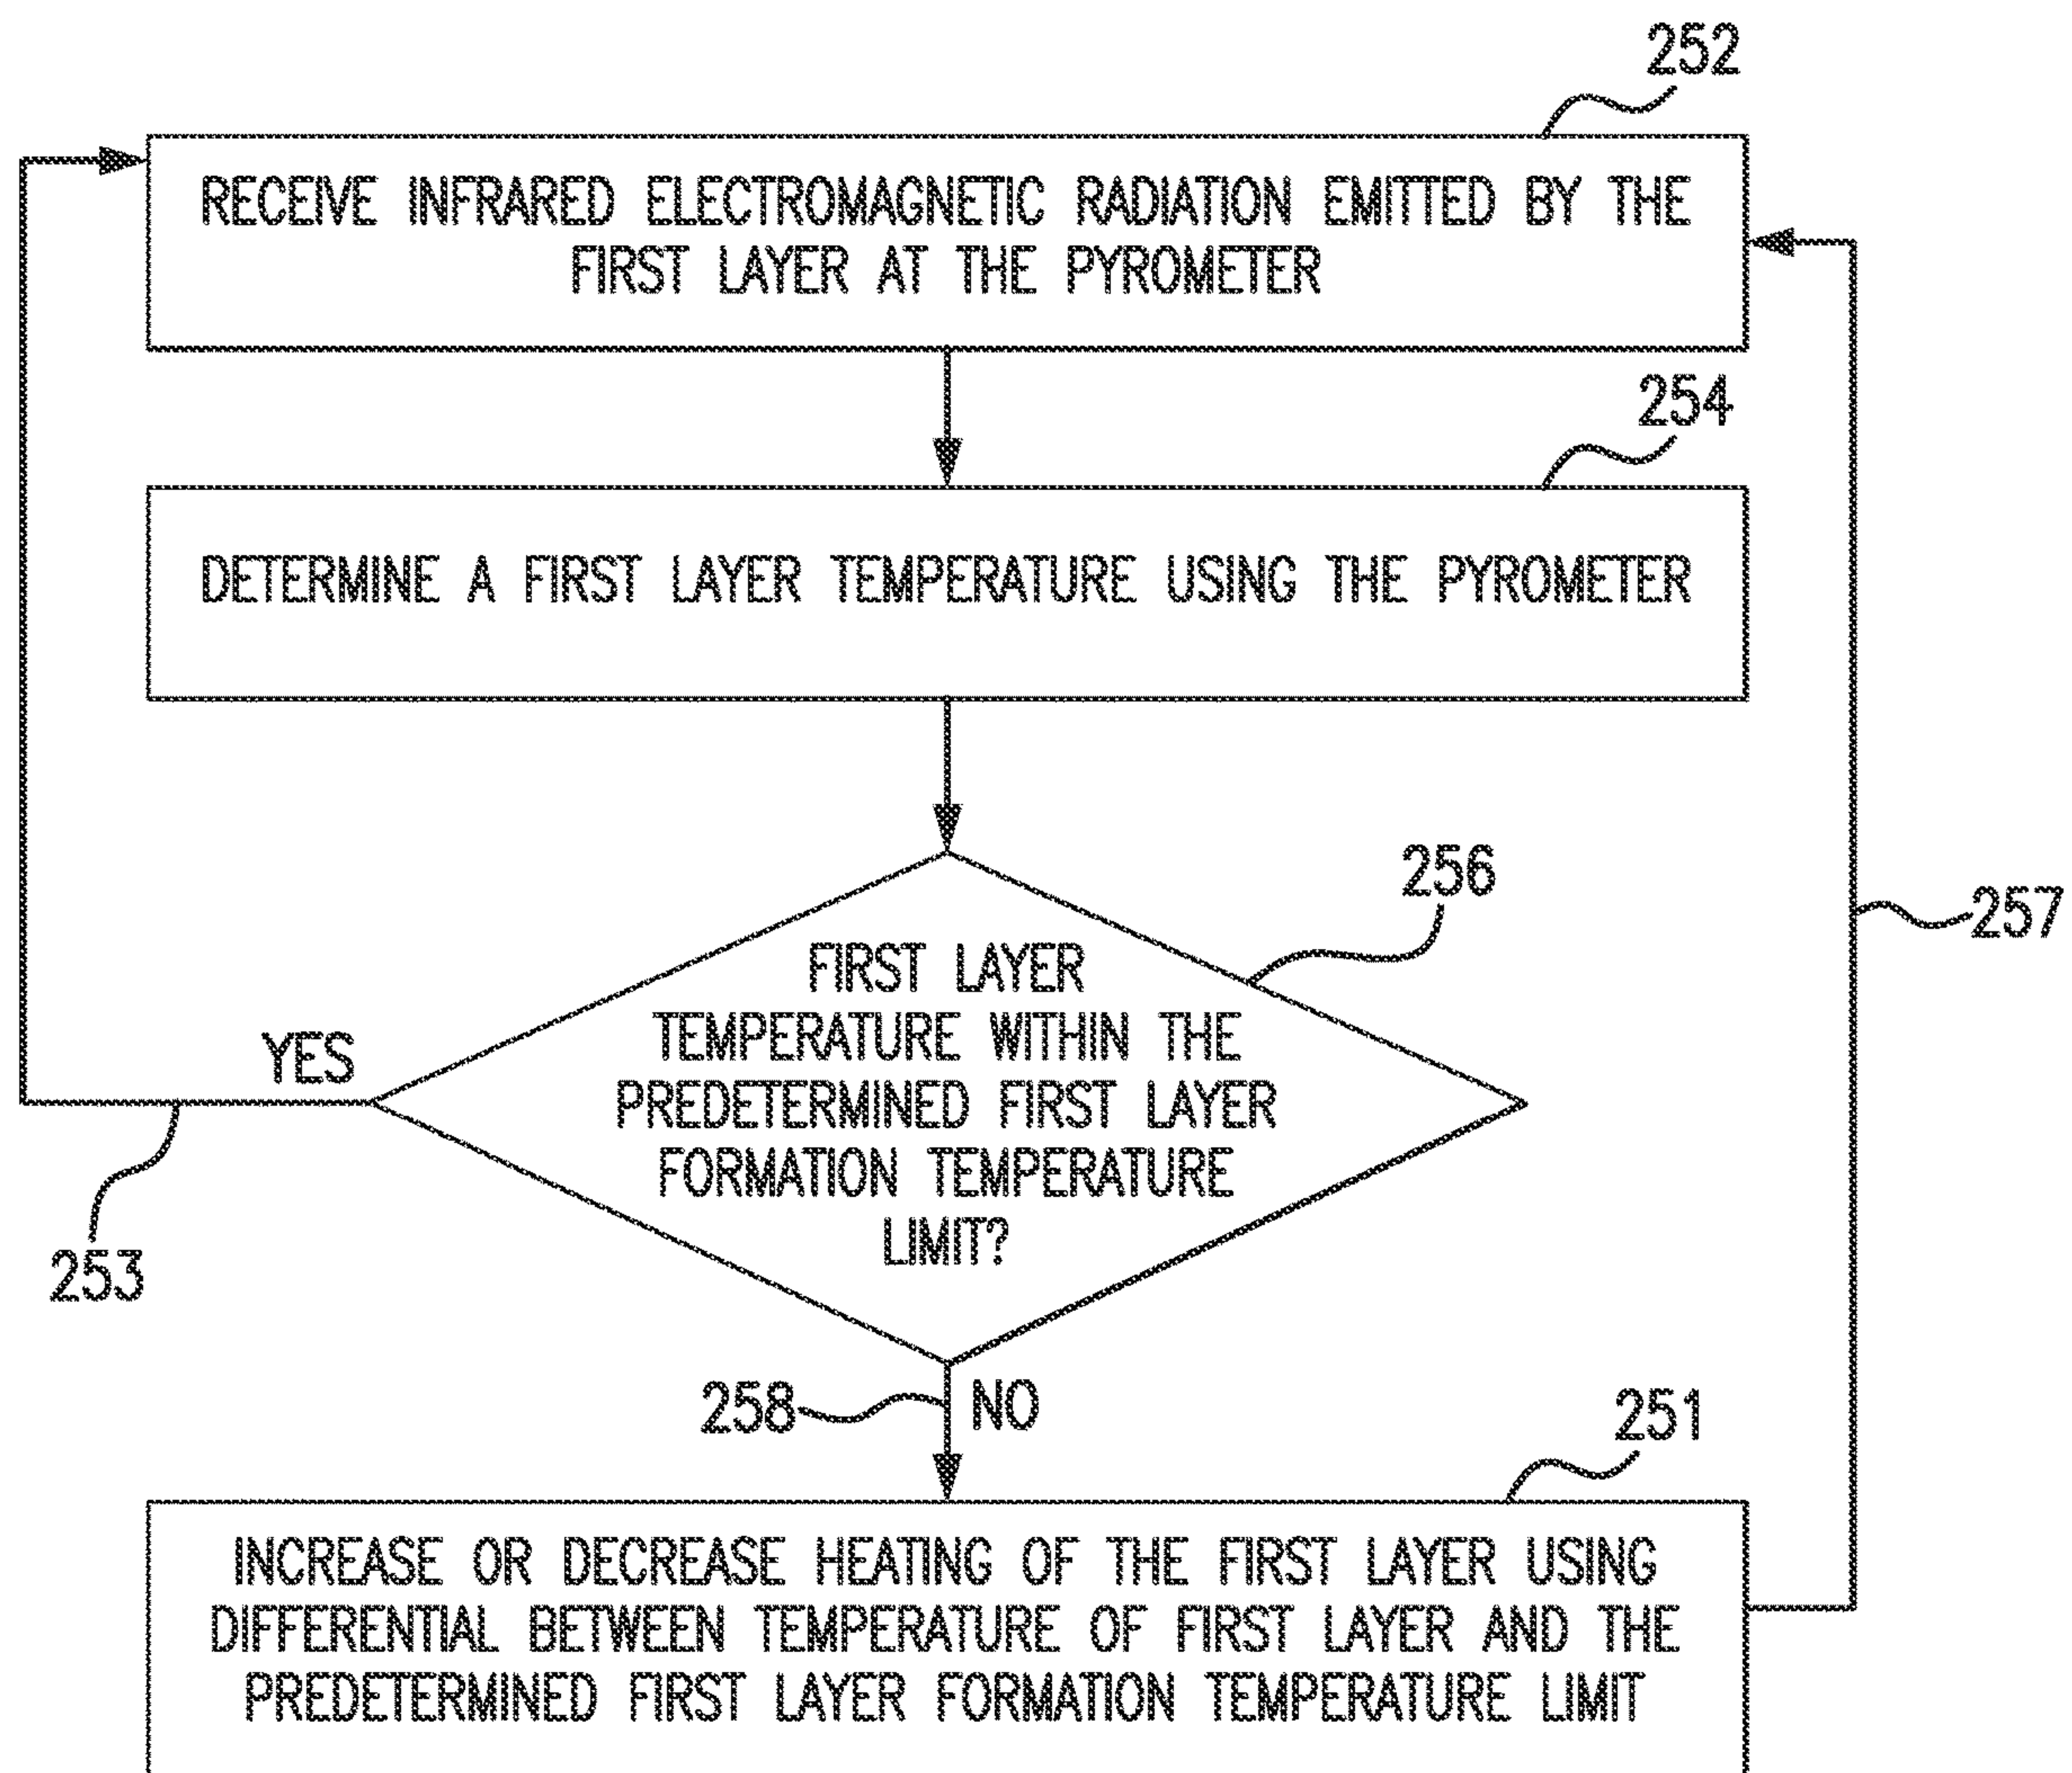 252
RECEIVE INFRARED ELECTROMAGNETIC RADIATION EMITTED BY THE
FIRST LAYER AT THE PYROMETER
254
DETERMINE A FIRST LAYER TEMPERATURE USING THE PYROMETER
256
257
FIRST LAYER
TEMPERATURE WITHIN THE
PREDETERMINED FIRST LAYER
FORMATION TEMPERATURE
LIMIT?
YES
253
258
NO
251
INCREASE OR DECREASE HEATING OF THE FIRST LAYER USING
DIFFERENTIAL BETWEEN TEMPERATURE OF FIRST LAYER AND THE
PREDETERMINED FIRST LAYER FORMATION TEMPERATURE LIMIT